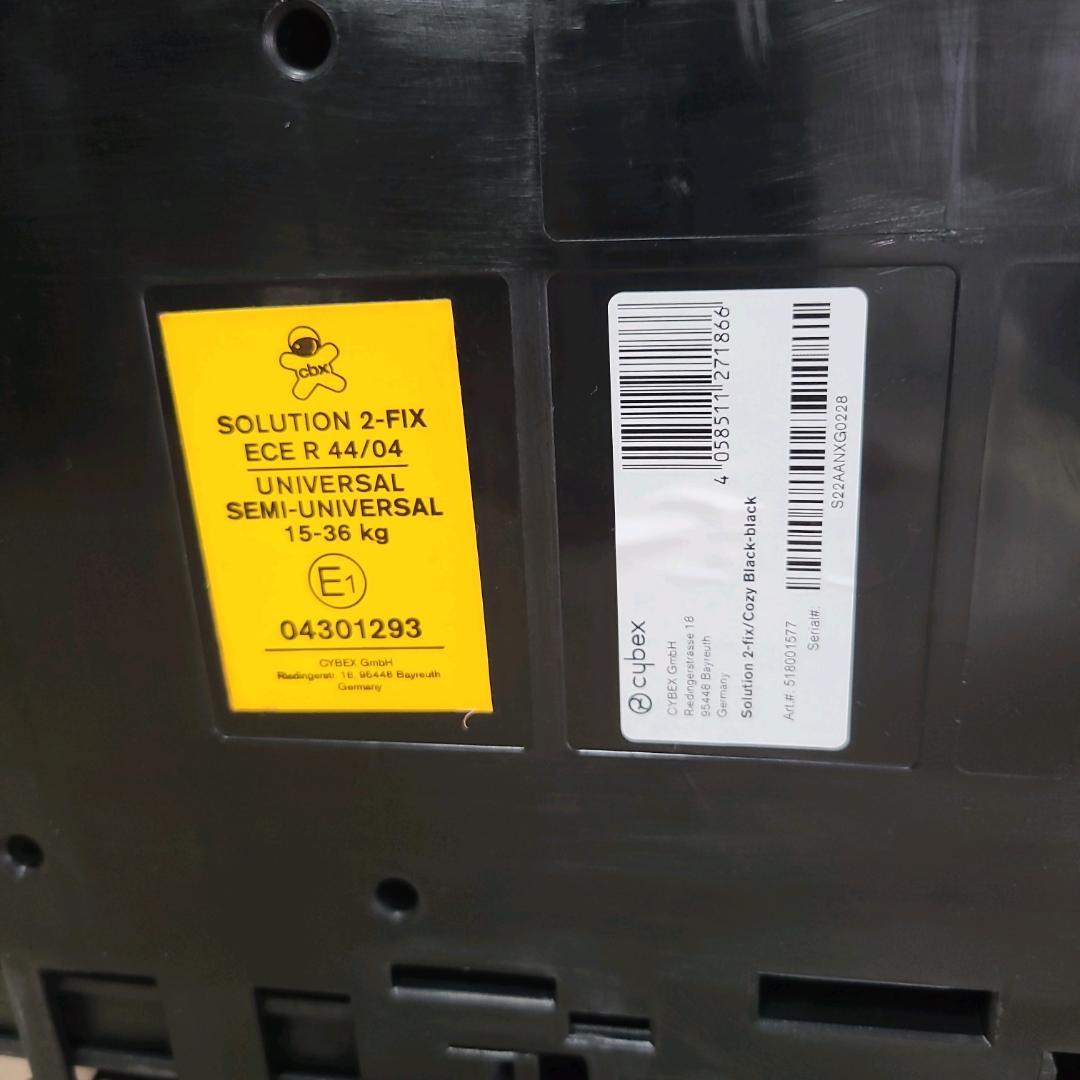 cbx
SOLUTION 2-FIX
ECE R 44/04
UNIVERSAL
SEMI-UNIVERSAL
15-36 kg
E1
04301293
CYBEX GmbH
Riedingerstr. 18, 95448 Bayreuth
Germany
4 058511 271866
cybex
CYBEX GmbH
Riedingerstrasse 18
95448 Bayreuth
Germany
Solution 2-fix/Cozy Black-black
Art.#: 518001577
Serial#:
S22AANXG0228